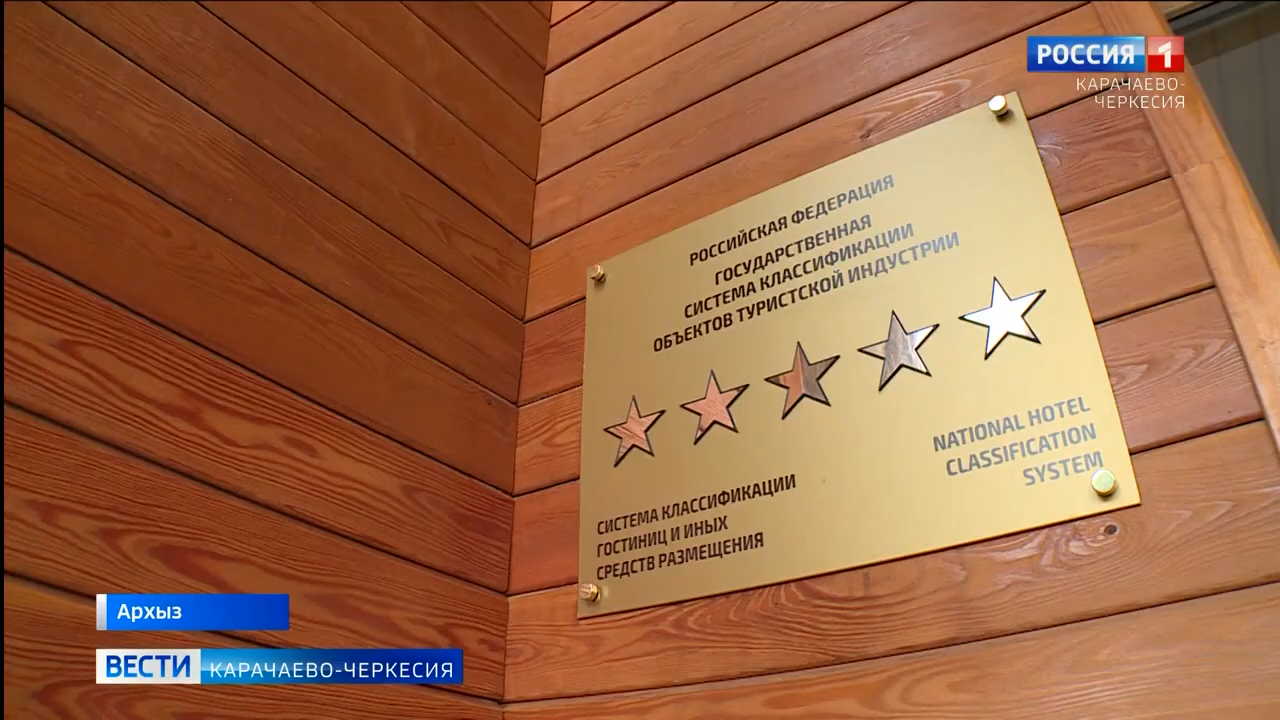 РОССИЯ 1
КАРАЧАЕВО-
ЧЕРКЕСИЯ
РОССИЙСКАЯ ФЕДЕРАЦИЯ
ГОСУДАРСТВЕННАЯ
СИСТЕМА КЛАССИФИКАЦИИ
ОБЪЕКТОВ ТУРИСТСКОЙ ИНДУСТРИИ
NATIONAL HOTEL
CLASSIFICATION
SYSTEM
СИСТЕМА КЛАССИФИКАЦИИ
ГОСТИНИЦ И ИНЫХ
СРЕДСТВ РАЗМЕЩЕНИЯ
Архыз
ВЕСТИ КАРАЧАЕВО-ЧЕРКЕСИЯ